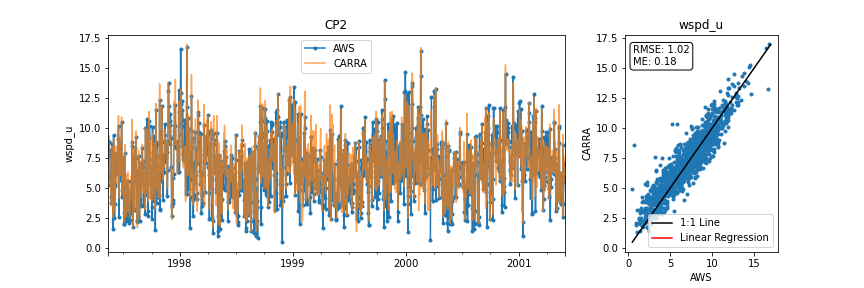 CP2
wspd_u
17.5
15.0
12.5
10.0
7.5
5.0
2.5
0.0
wspd_u
AWS
CARRA
1998
1999
2000
2001
wspd_u
RMSE: 1.02
ME: 0.18
17.5
15.0
12.5
10.0
7.5
5.0
2.5
0.0
CARRA
1:1 Line
Linear Regression
0
5
10
15
AWS